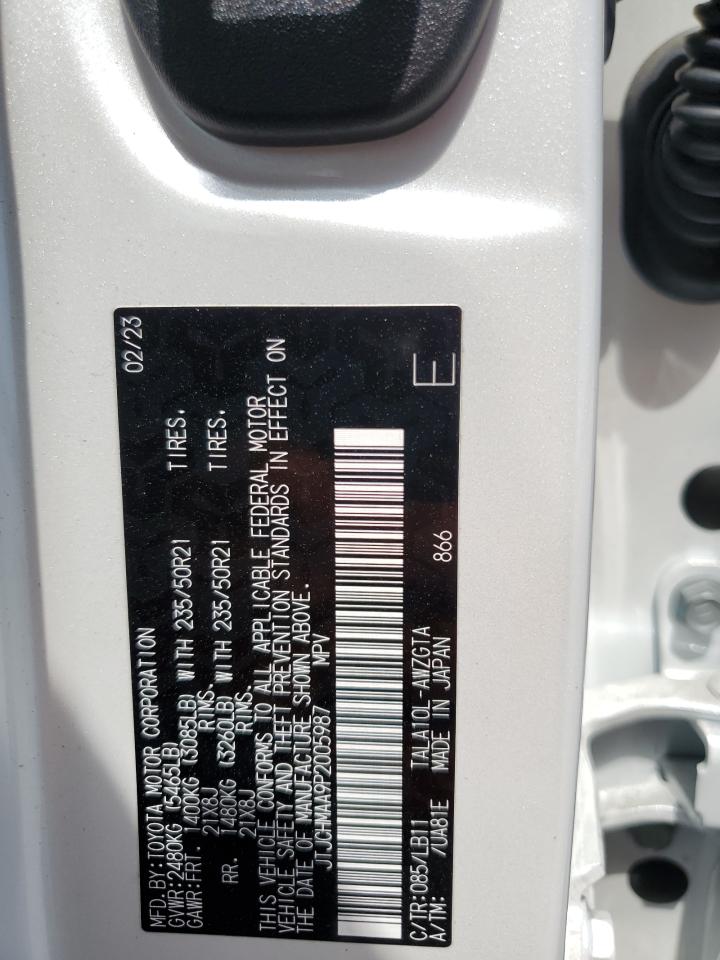 MFD.BY:TOYOTA MOTOR CORPORATION 02/23
GVWR:2480KG (5465LB)
GAWR:FRT. 1400KG (3085LB) WITH 235/50R21 TIRES.
21X8J RIMS.
RR. 1480KG (3260LB) WITH 235/50R21 TIRES.
21X8J RIMS.
THIS VEHICLE CONFORMS TO ALL APPLICABLE FEDERAL MOTOR
VEHICLE SAFETY AND THEFT PREVENTION STANDARDS IN EFFECT ON
THE DATE OF MANUFACTURE SHOWN ABOVE.
JTJCHMAA9P2005987 MPV
C/TR:085/LB11 TALA10L-AWZGTA 866 E
A/TM: /UA81E MADE IN JAPAN